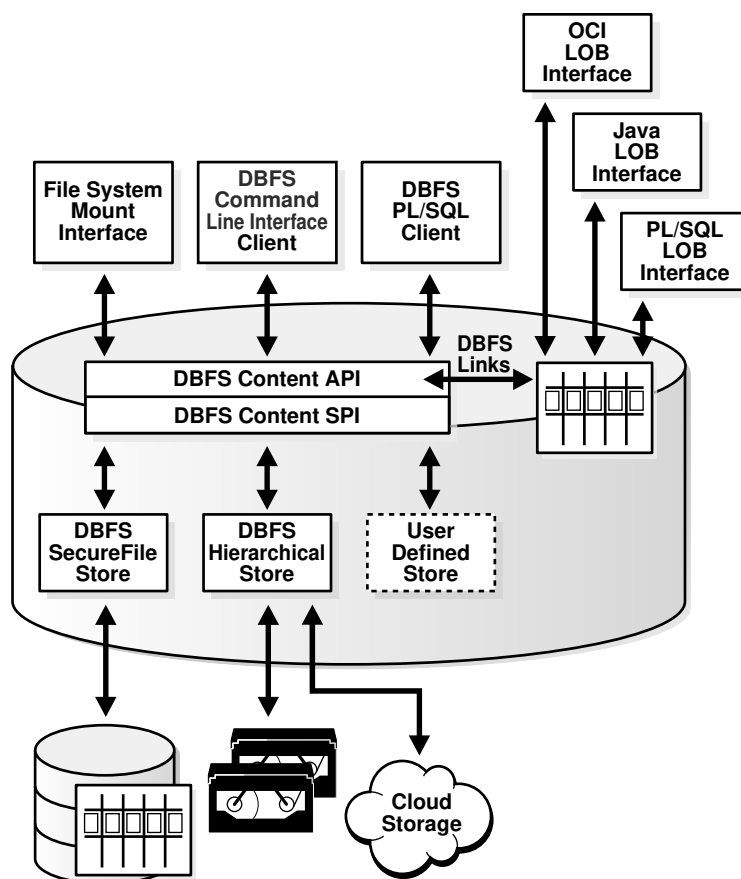 OCI
LOB
Interface
Java
LOB
Interface
PL/SQL
LOB
Interface
File System
Mount
Interface
DBFS
Command
Line Interface
Client
DBFS
PL/SQL
Client
DBFS
Links
DBFS Content API
DBFS Content SPI
DBFS
SecureFile
Store
DBFS
Hierarchical
Store
User
Defined
Store
Cloud
Storage